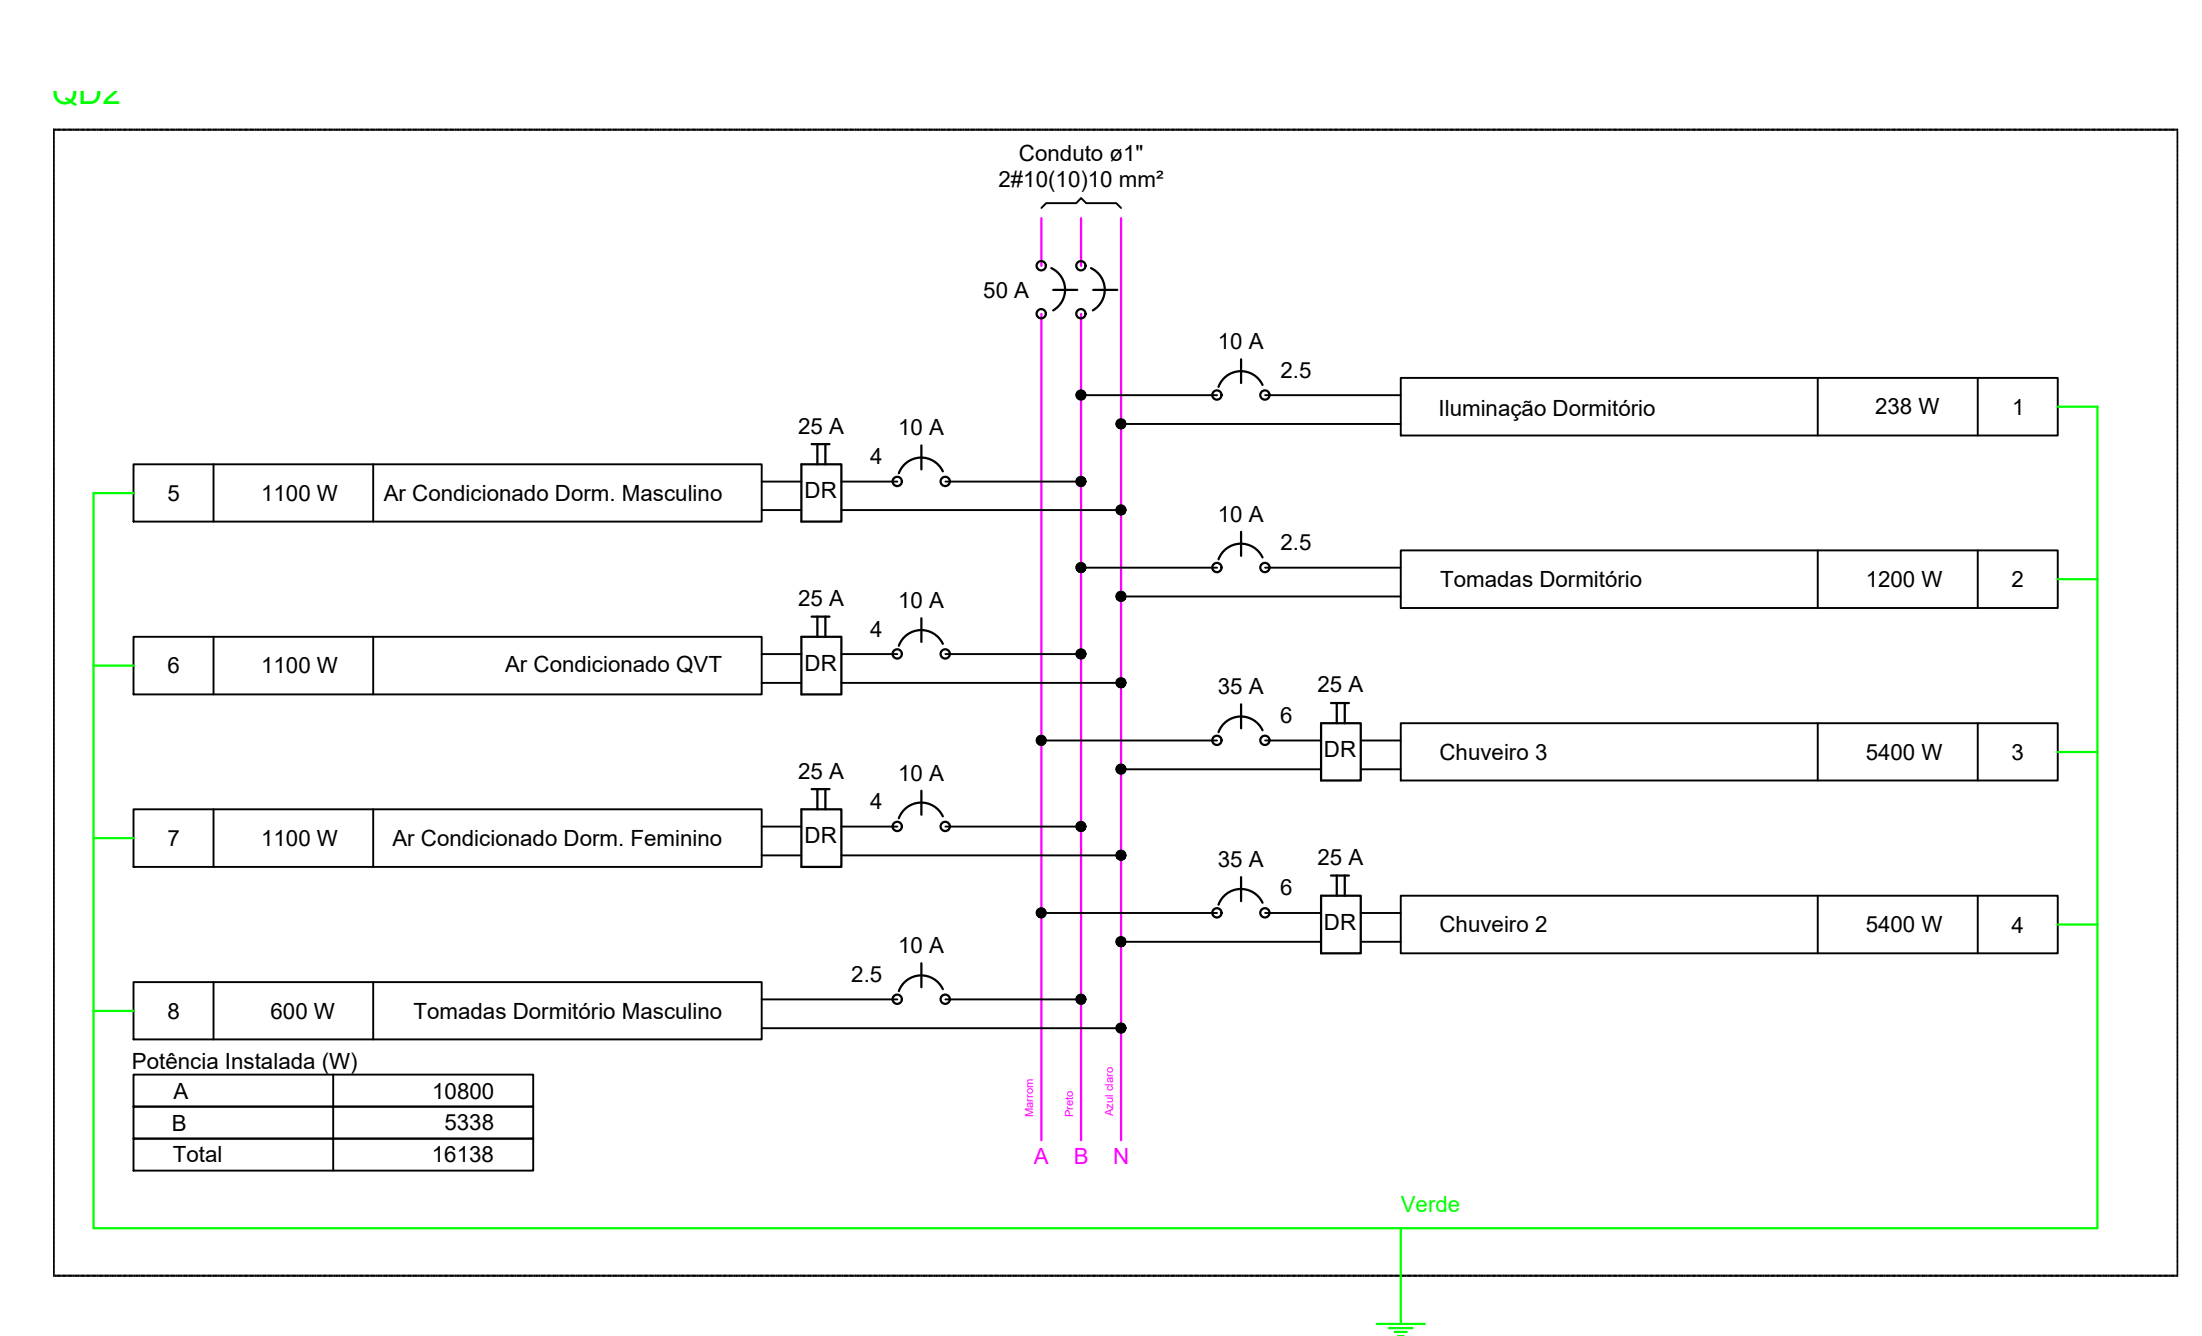 QD2
Conduto ø1"
2#10(10)10 mm²
50 A
10 A
2.5
Iluminação Dormitório 238 W 1
25 A 10 A
4
5 1100 W Ar Condicionado Dorm. Masculino DR
10 A
2.5
Tomadas Dormitório 1200 W 2
25 A 10 A
4
6 1100 W Ar Condicionado QVT DR
35 A 25 A
6
DR Chuveiro 3 5400 W 3
25 A 10 A
4
7 1100 W Ar Condicionado Dorm. Feminino DR
35 A 25 A
6
DR Chuveiro 2 5400 W 4
10 A
2.5
8 600 W Tomadas Dormitório Masculino
Potência Instalada (W)
A 10800
B 5338
Total 16138
Marrom
Preto
Azul claro
A B N
Verde